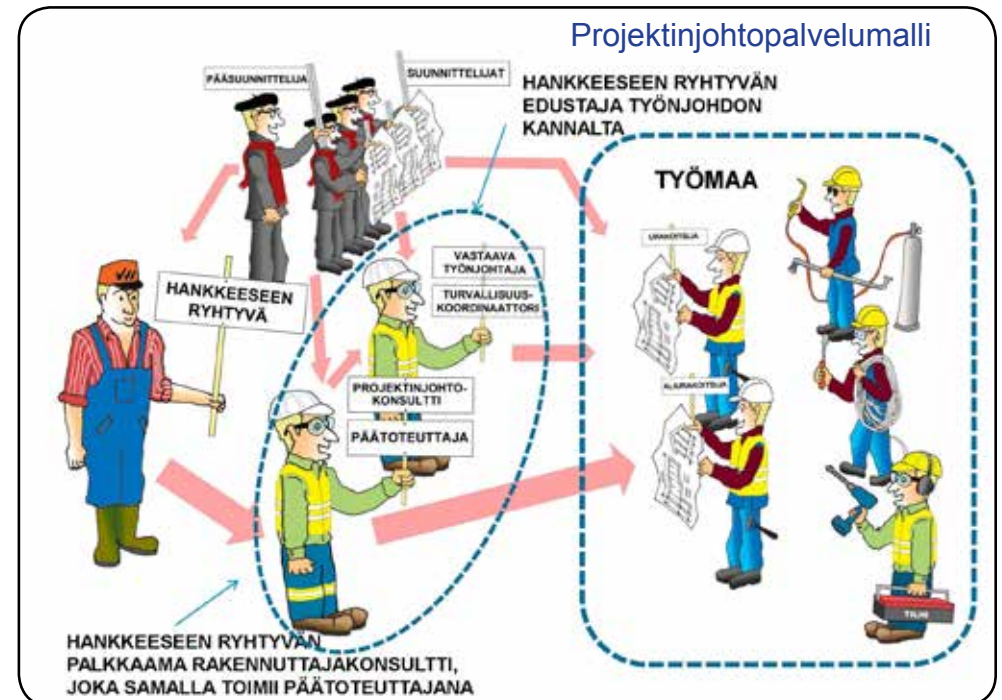 Projektinjohtopalvelumalli
PÄÄSUUNNITTELIJA
SUUNNITTELIJAT
HANKKEESEEN RYHTYVÄN
EDUSTAJA TYÖNJOHDON
KANNALTA
TYÖMAA
HANKKEESEEN
RYHTYVÄ
VASTAAVA
TYÖNJOHTAJA
TURVALLISUUS-
KOORDINAATTORI
URAKOITSIJA
PROJEKTINJOHTO-
KONSULTTI
PÄÄTOTEUTTAJA
ALIURAKOITSIJA
HANKKEESEEN RYHTYVÄN
PALKKAAMA RAKENNUTTAJAKONSULTTI,
JOKA SAMALLA TOIMII PÄÄTOTEUTTAJANA